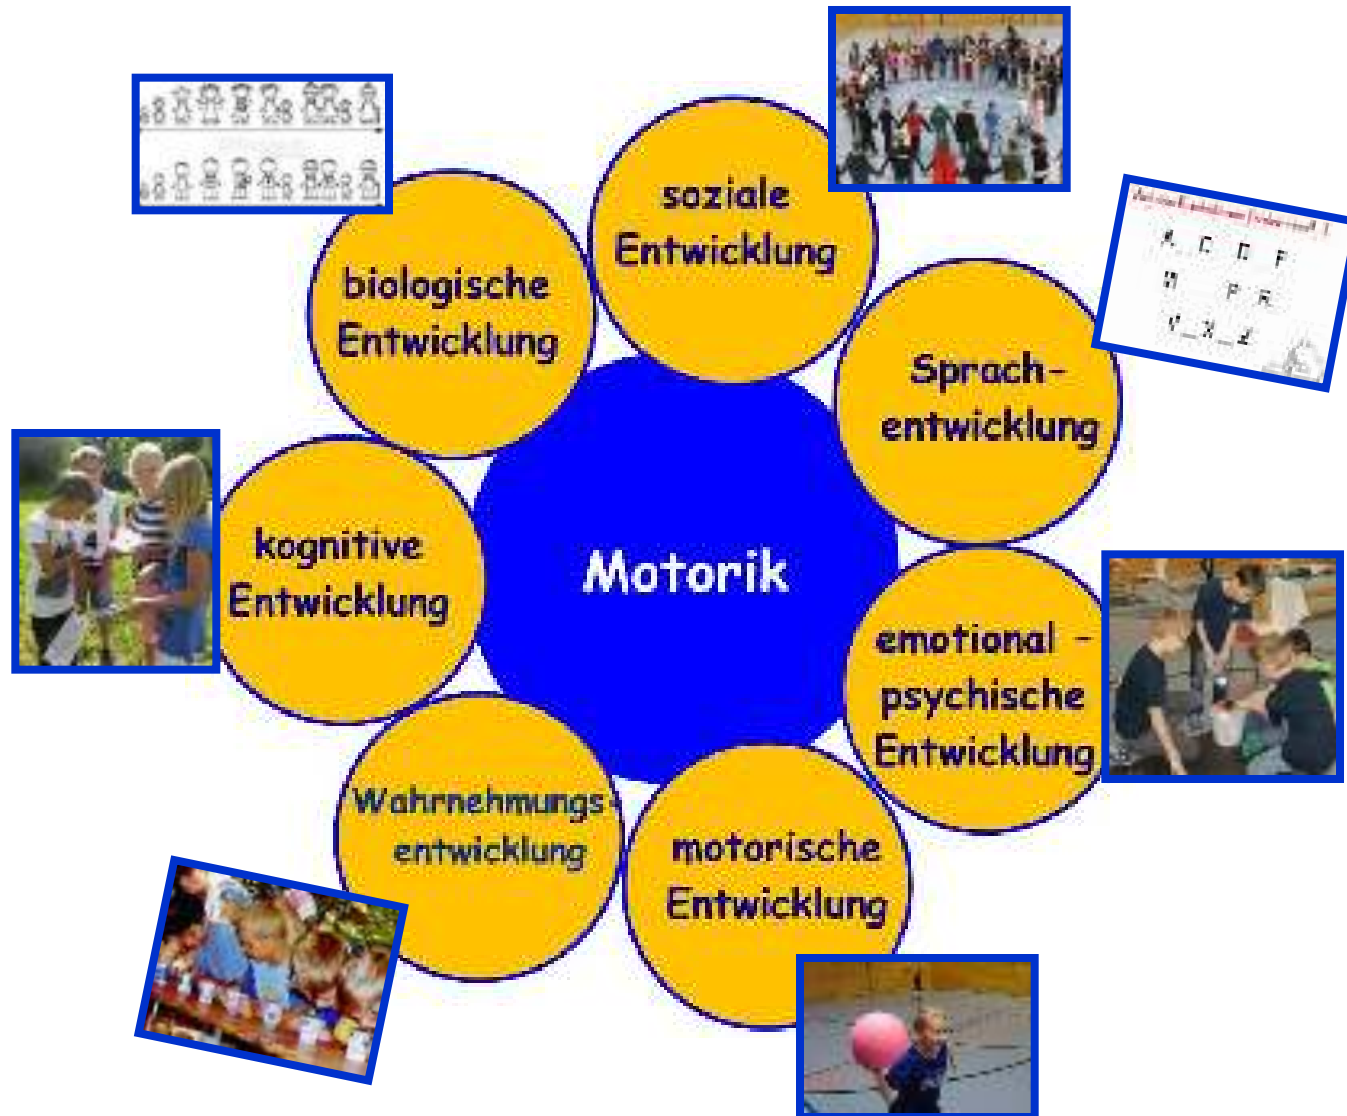 soziale
Entwicklung
biologische
Entwicklung
Sprach-
entwicklung
kognitive
Entwicklung
Motorik
emotional -
psychische
Entwicklung
Wahrnehmungs-
entwicklung
motorische
Entwicklung